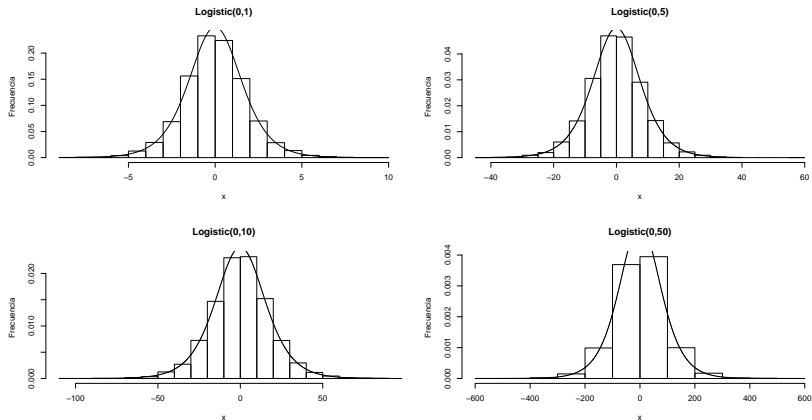 Logistic(0,1)
Frecuencia
0.00 0.05 0.10 0.15 0.20
−5 0 5 10
x
Logistic(0,5)
Frecuencia
0.00 0.01 0.02 0.03 0.04
−40 −20 0 20 40 60
x
Logistic(0,10)
Frecuencia
0.000 0.010 0.020
−100 −50 0 50
x
Logistic(0,50)
Frecuencia
0.000 0.001 0.002 0.003 0.004
−600 −400 −200 0 200 400 600
x